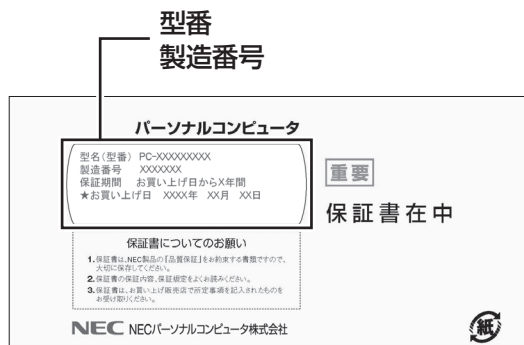 型番
製造番号
パーソナルコンピュータ
型名(型番) PC-XXXXXXXXX
製造番号 XXXXXXX
保証期間 お買い上げ日からX年間
★お買い上げ日 XXXX年 XX月 XX日
重要
保証書在中
保証書についてのお願い
1.保証書は、NEC製品の『品質保証』をお約束する書類ですので、
大切に保存してください。
2.保証書の保証内容、保証規定をよくお読みください。
3.保証書は、お買い上げ販売店で所定事項を記入されたものを
お受け取りください。
NEC NECパーソナルコンピュータ株式会社
紙